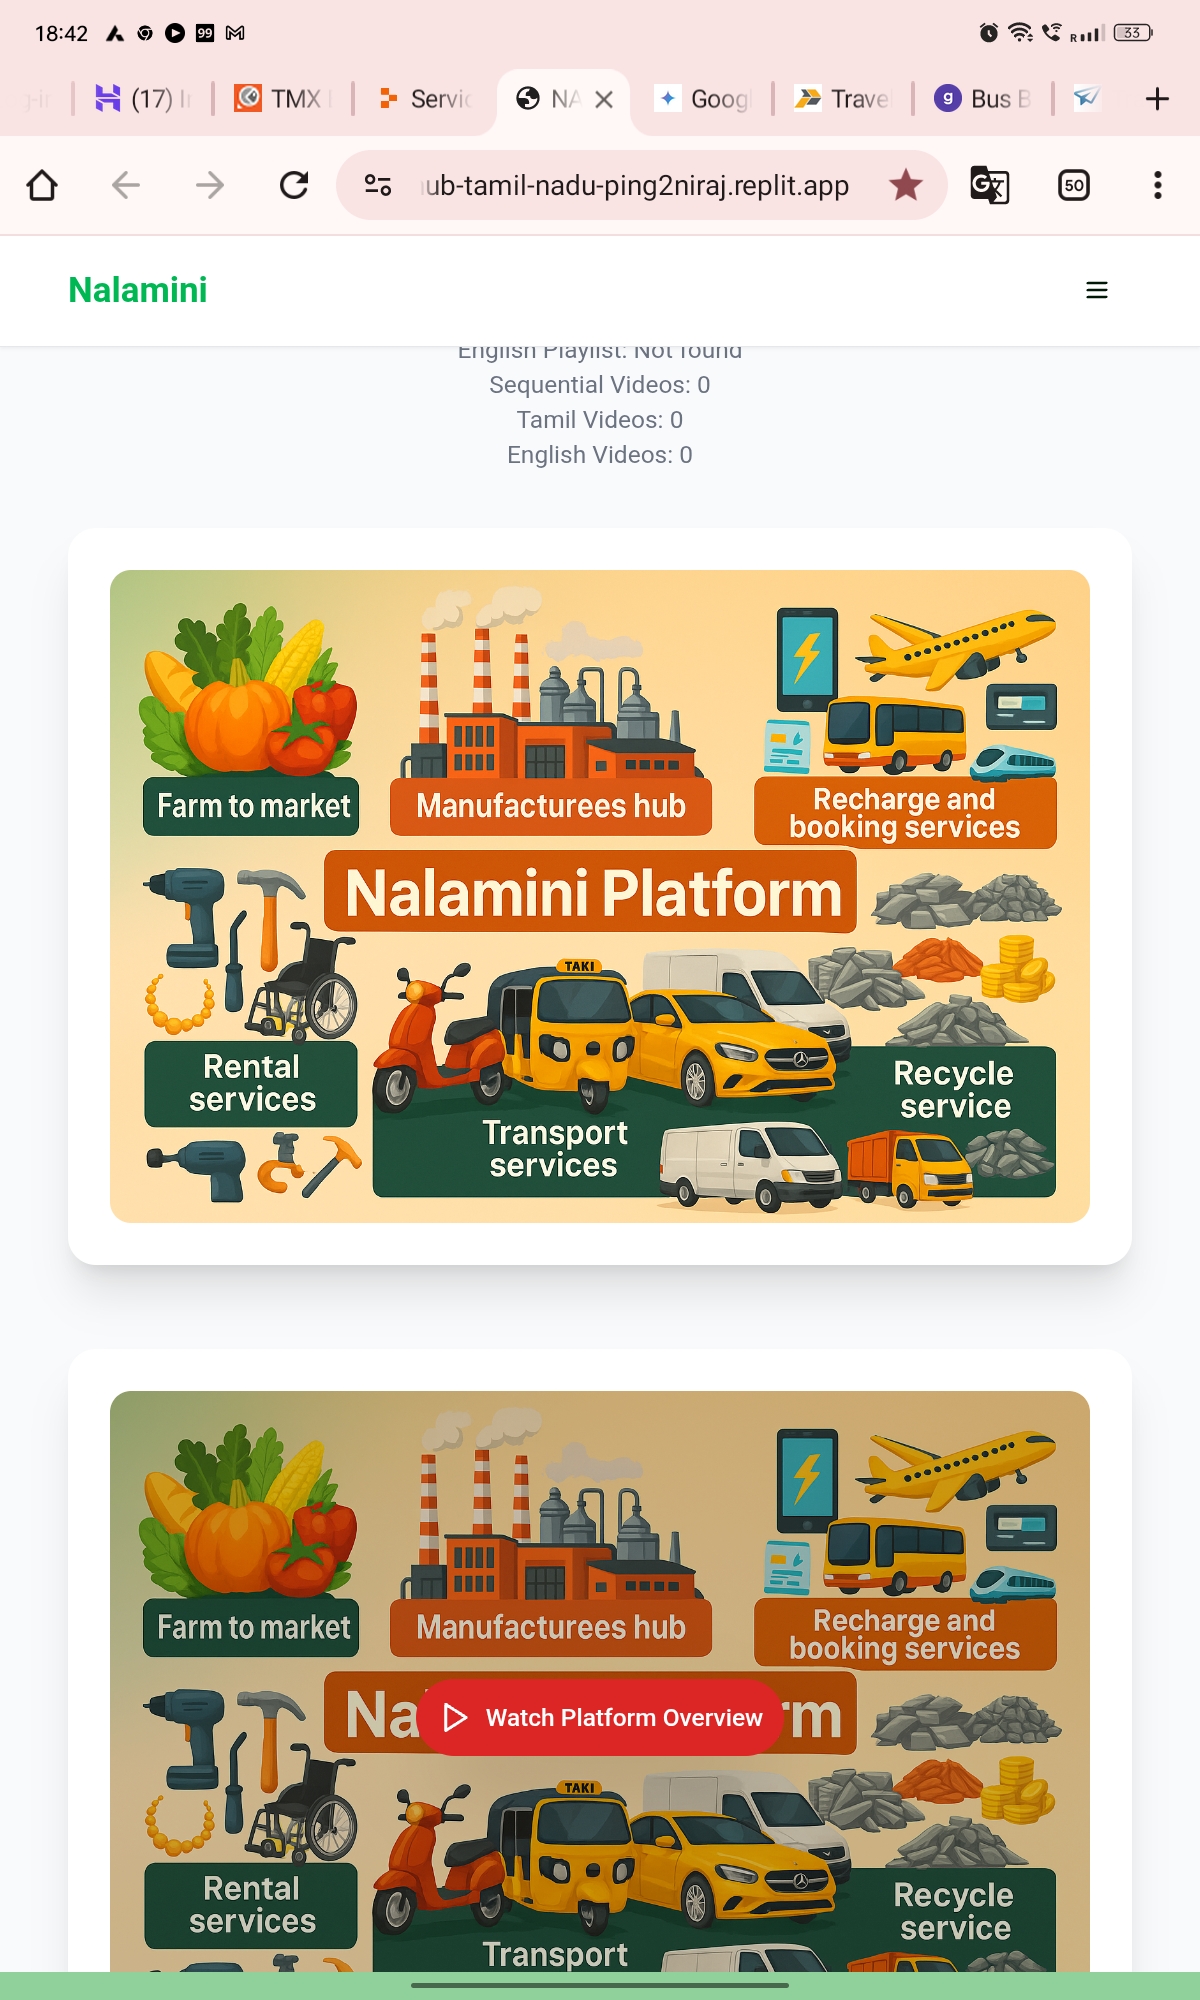 18:42
99
R
33
(17) I
TMX
Servic
NA
Goog
Trave
g
Bus B
ub-tamil-nadu-ping2niraj.replit.app
G
50
Nalamini
English Playlist: Not found
Sequential Videos: 0
Tamil Videos: 0
English Videos: 0
Farm to market
Manufacturees hub
Recharge and
booking services
Nalamini Platform
TAKI
Rental
services
Transport
services
Recycle
service
Farm to market
Manufacturees hub
Recharge and
booking services
Na
rm
Watch Platform Overview
TAKI
Rental
services
Transport
Recycle
service